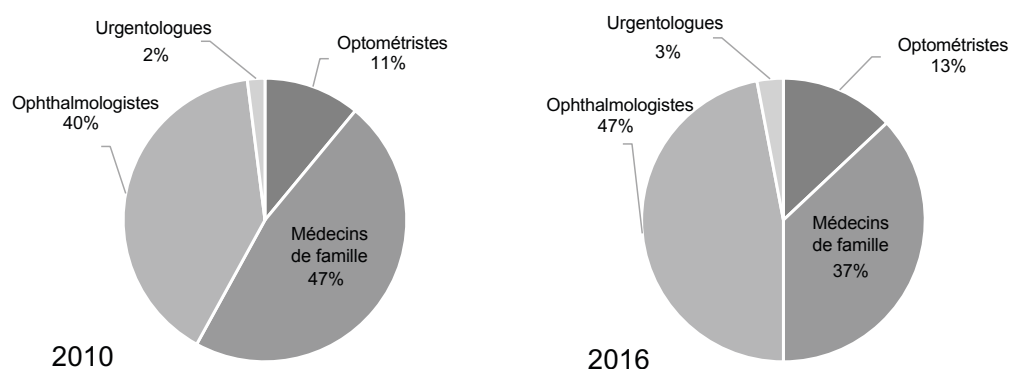 Urgentologues
2%
Optométristes
11%
Ophthalmologistes
40%
Médecins
de famille
47%
2010
Urgentologues
3%
Optométristes
13%
Ophthalmologistes
47%
Médecins
de famille
37%
2016